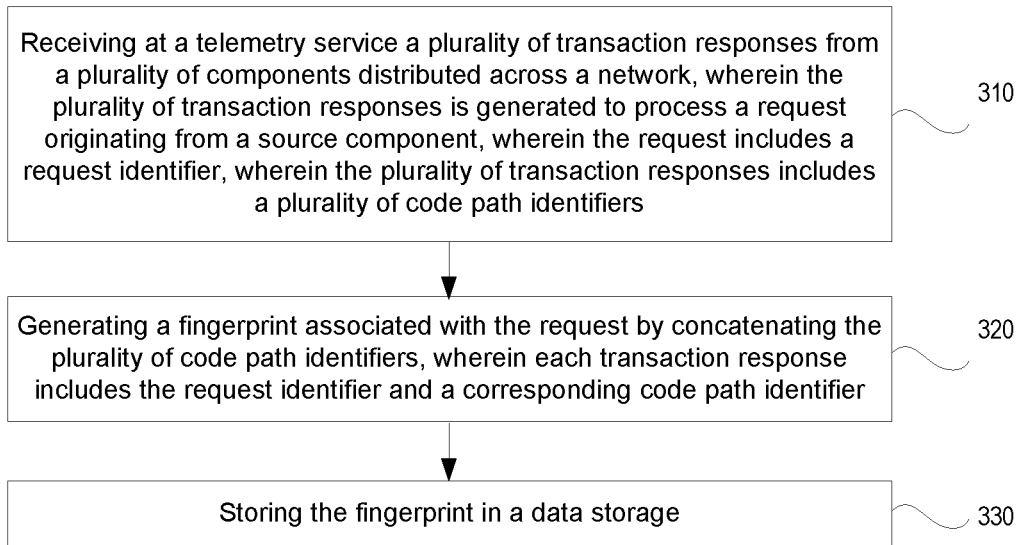 Receiving at a telemetry service a plurality of transaction responses from
a plurality of components distributed across a network, wherein the
plurality of transaction responses is generated to process a request
originating from a source component, wherein the request includes a
request identifier, wherein the plurality of transaction responses includes
a plurality of code path identifiers
310
Generating a fingerprint associated with the request by concatenating the
plurality of code path identifiers, wherein each transaction response
includes the request identifier and a corresponding code path identifier
320
Storing the fingerprint in a data storage
330